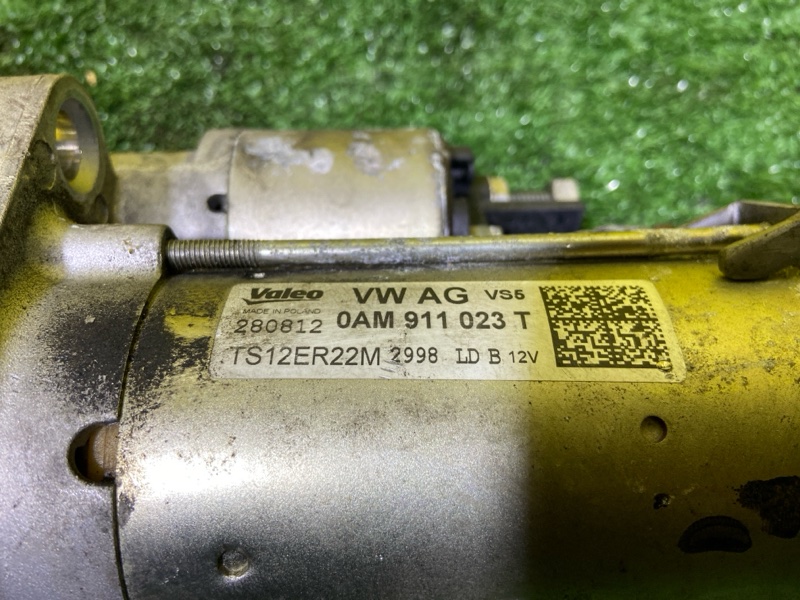 Valeo VW AG VS5
MADE IN POLAND
280812 0AM 911 023 T
TS12ER22M 2998 LD B 12V